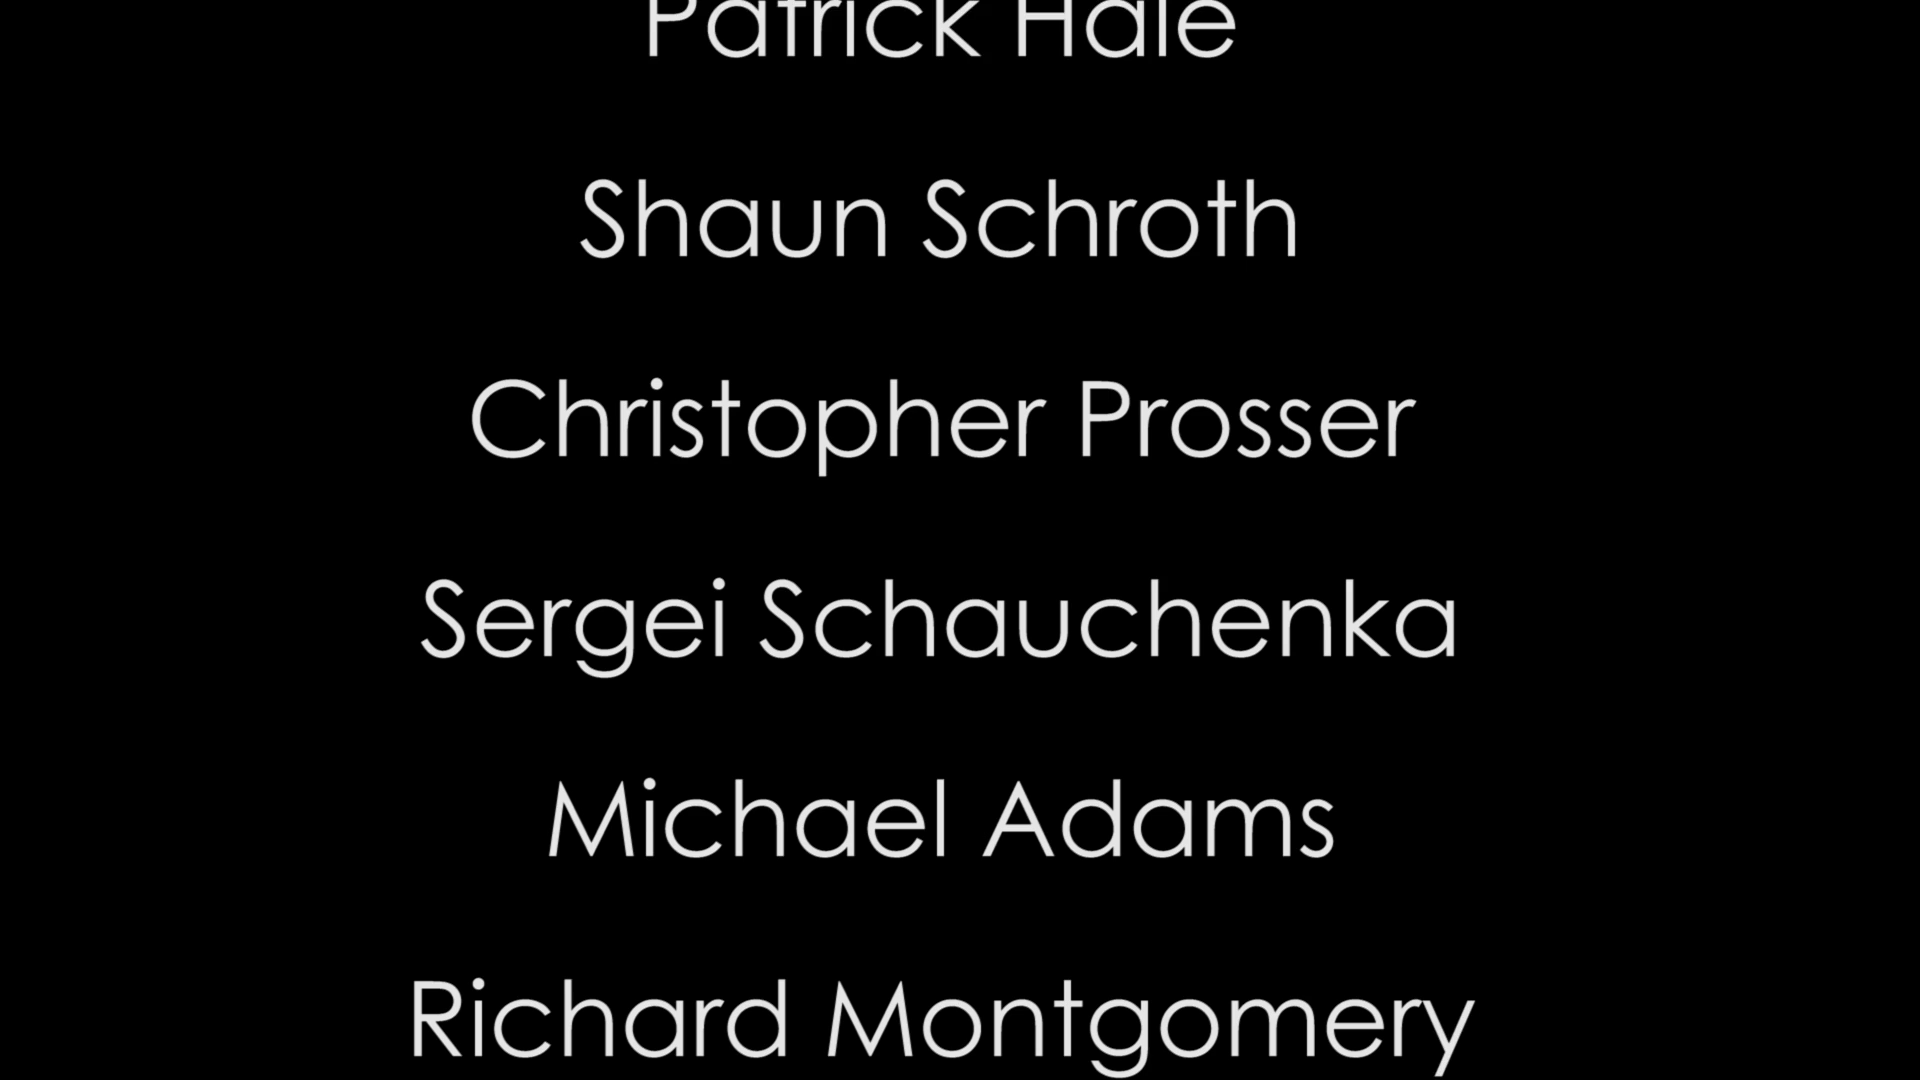 Patrick Hale
Shaun Schroth
Christopher Prosser
Sergei Schauchenka
Michael Adams
Richard Montgomery